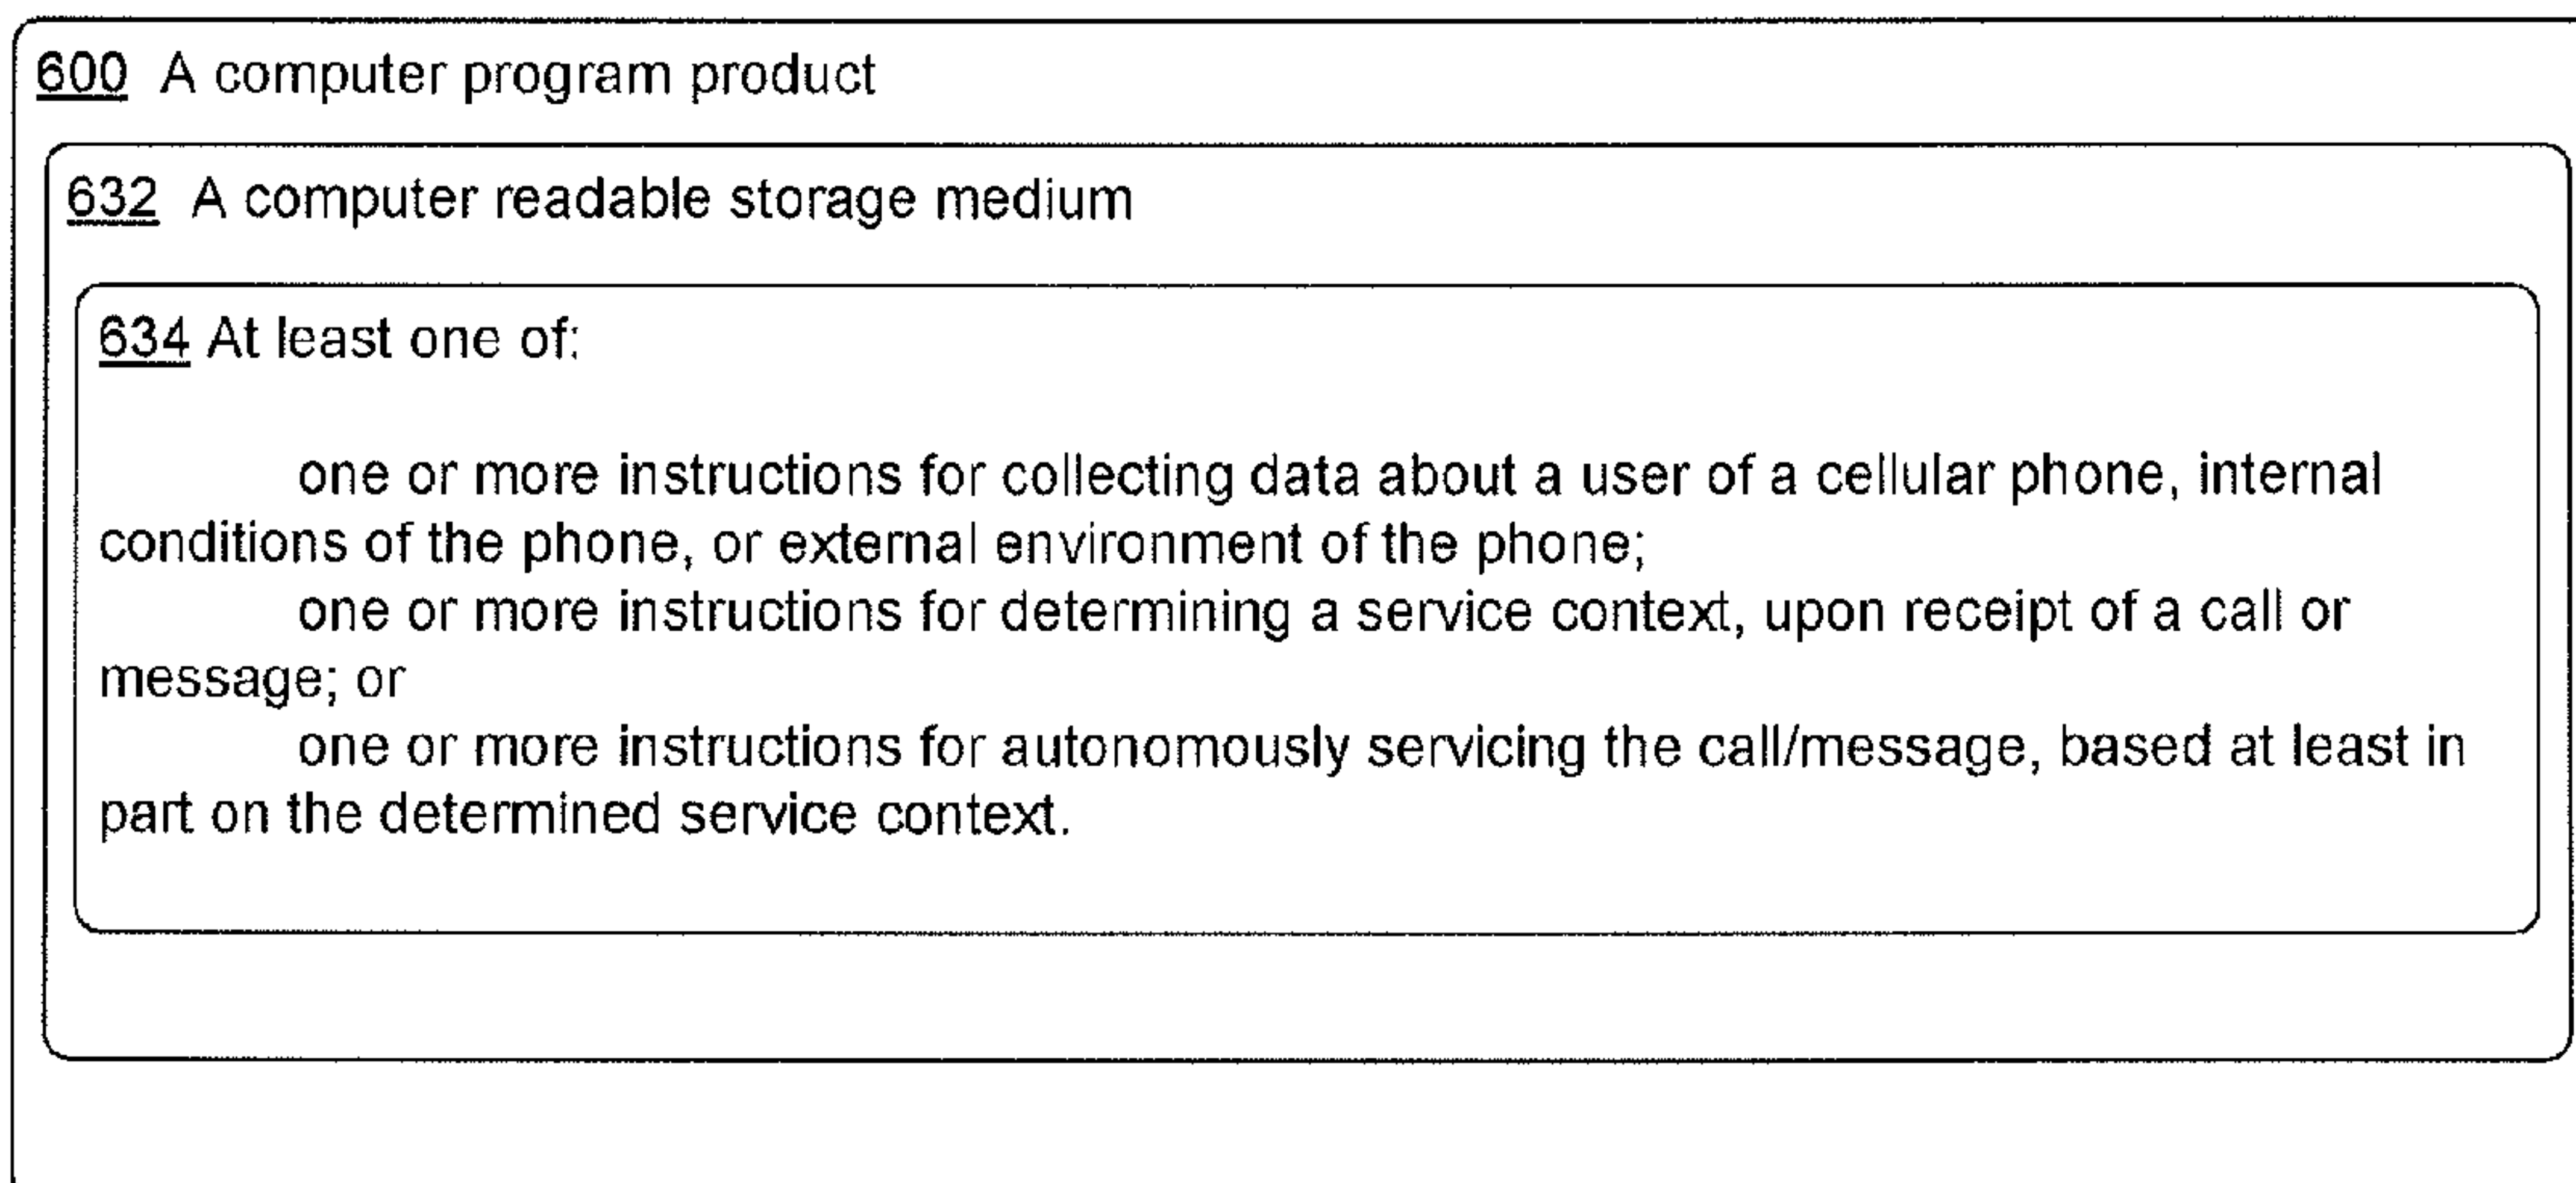 600 A computer program product
632 A computer readable storage medium
634 At least one of:
one or more instructions for collecting data about a user of a cellular phone, internal
conditions of the phone, or external environment of the phone;
one or more instructions for determining a service context, upon receipt of a call or
message; or
one or more instructions for autonomously servicing the call/message, based at least in
part on the determined service context.